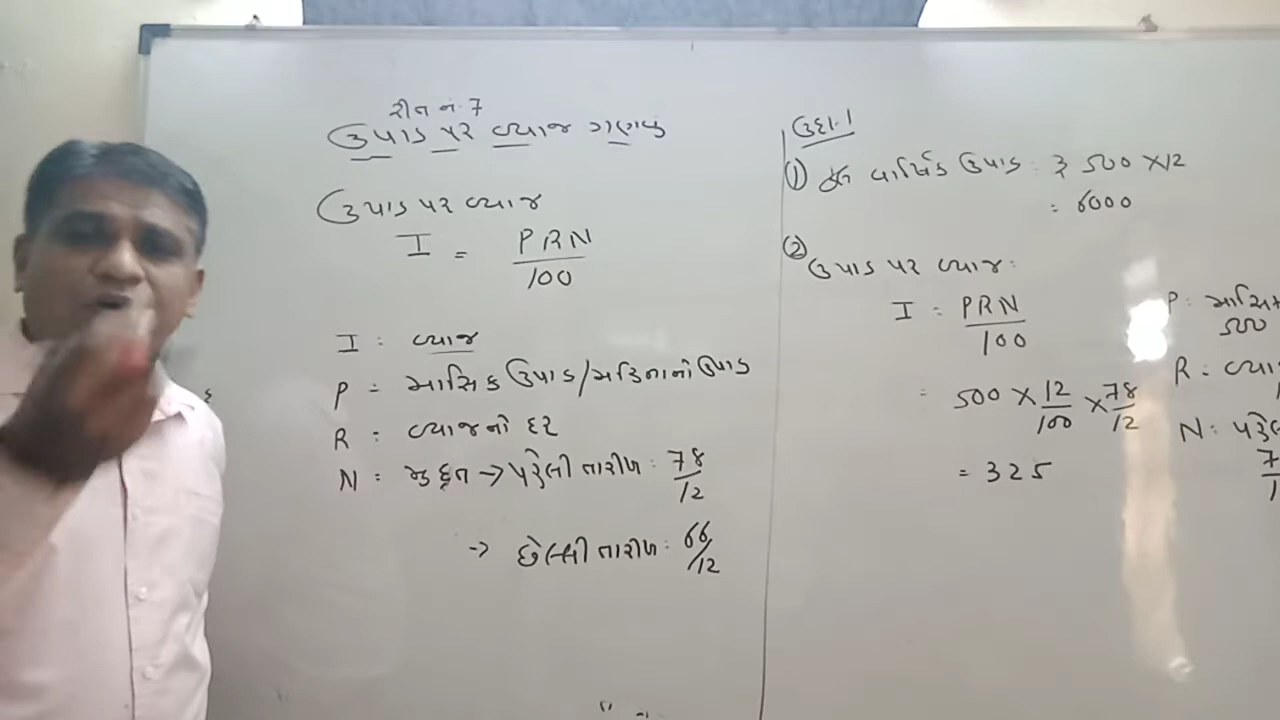 રીત નં. 7
ઉપાડ પર વ્યાજ ગણવું
ઉપાડ પર વ્યાજ
I = PRN / 100
I : વ્યાજ
P = માસિક ઉપાડ/મહિનાનો ઉપાડ
R : વ્યાજનો દર
N = મુદ્દત → પહેલી તારીખ : 78/12
→ છેલ્લી તારીખ : 66/12
ઉદા. 1
① કુલ વાર્ષિક ઉપાડ : ₹ 500 × 12
= 6000
② ઉપાડ પર વ્યાજ :
I = PRN / 100
= 500 × 12/100 × 78/12
= 325
P : માસિ
500
R : વ્યા
N : પહે